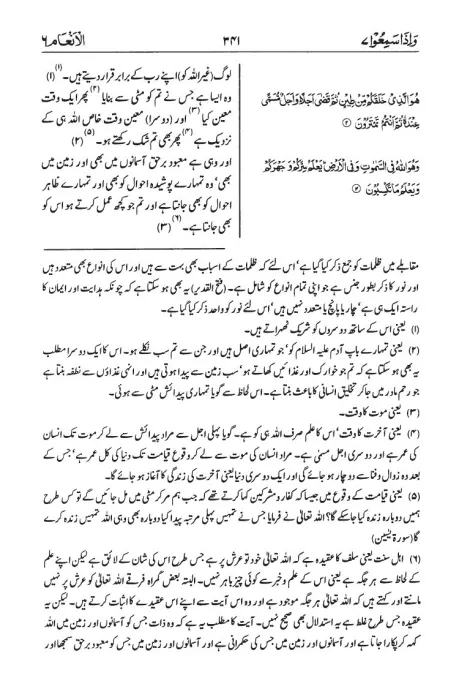 وَاِذَا سَمِعُوْا ۷
۳۴۱
الْاَنْعَام ۶
هُوَالَّذِيْ خَلَقَكُمْ مِّنْ طِيْنٍ ثُمَّ قَضٰٓى اَجَلًا وَاَجَلٌ مُّسَمًّى
عِنْدَهٗ ثُمَّ اَنْتُمْ تَمْتَرُوْنَ ۝۲
وَهُوَاللّٰهُ فِي السَّمٰوٰتِ وَفِي الْاَرْضِ يَعْلَمُ سِرَّكُمْ وَجَهْرَكُمْ
وَيَعْلَمُ مَا تَكْسِبُوْنَ ۝۳
لوگ (غیر اللہ کو) اپنے رب کے برابر قرار دیتے ہیں۔ (۱) (۱)
وہ ایسا ہے جس نے تم کو مٹی سے بنایا (۲) پھر ایک وقت
معین کیا (۳) اور (دوسرا) معین وقت خاص اللہ ہی کے
نزدیک ہے (۴) پھر بھی تم شک رکھتے ہو۔ (۵) (۲)
اور وہی ہے معبود برحق آسمانوں میں بھی اور زمین میں
بھی، وہ تمہارے پوشیدہ احوال کو بھی اور تمہارے ظاہر
احوال کو بھی جانتا ہے اور تم جو کچھ عمل کرتے ہو اس
کو بھی جانتا ہے۔ (۶) (۳)
مقابلے میں ظلمات کو جمع ذکر کیا گیا ہے، اس لئے کہ ظلمات کے اسباب بھی بہت سے ہیں اور اس کی انواع بھی متعدد ہیں
اور نور کا ذکر بطور جنس ہے جو اپنی تمام انواع کو شامل ہے۔ (فتح القدیر) یہ بھی ہو سکتا ہے کہ چونکہ ہدایت اور ایمان کا
راستہ ایک ہی ہے، چار یا پانچ یا متعدد نہیں ہیں، اس لئے نور کو واحد ذکر کیا گیا ہے۔
(۱) یعنی اس کے ساتھ دوسروں کو شریک ٹھہراتے ہیں۔
(۲) یعنی تمہارے باپ آدم علیہ السلام کو، جو تمہاری اصل ہیں اور جن سے تم سب نکلے ہو۔ اس کا ایک دوسرا مطلب
یہ بھی ہو سکتا ہے کہ تم جو خوراک اور غذائیں کھاتے ہو، سب زمین سے پیدا ہوتی ہیں اور انہی غذاؤں سے نطفہ بنتا ہے
جو رحم مادر میں جا کر تخلیق انسانی کا باعث بنتا ہے۔ اس لحاظ سے گویا تمہاری پیدائش مٹی سے ہوئی۔
(۳) یعنی موت کا وقت۔
(۴) یعنی آخرت کا وقت، اس کا علم صرف اللہ ہی کو ہے۔ گویا پہلی اجل سے مراد پیدائش سے لے کر موت تک انسان
کی عمر ہے اور دوسری اجل مسمی ہے۔ مراد انسان کی موت سے لے کر وقوع قیامت تک دنیا کی کل عمر ہے، جس کے
بعد وہ زوال و فنا سے دوچار ہو جائے گی اور ایک دوسری دنیا یعنی آخرت کی زندگی کا آغاز ہو جائے گا۔
(۵) یعنی قیامت کے وقوع میں جیسا کہ کفار و مشرکین کہا کرتے تھے کہ جب ہم مر کر مٹی میں مل جائیں گے تو کس طرح
ہمیں دوبارہ زندہ کیا جا سکے گا؟ اللہ تعالیٰ نے فرمایا جس نے تمہیں پہلی مرتبہ پیدا کیا دوبارہ بھی وہی اللہ تمہیں زندہ کرے
گا (سورۂ یٰسین)
(۶) اہل سنت یعنی سلف کا عقیدہ ہے کہ اللہ تعالیٰ خود تو عرش پر ہے جس طرح اس کی شان کے لائق ہے لیکن اپنے علم
کے لحاظ سے ہر جگہ ہے یعنی اس کے علم و خبر سے کوئی چیز باہر نہیں۔ البتہ بعض گمراہ فرقے اللہ تعالیٰ کو عرش پر نہیں
مانتے اور کہتے ہیں کہ اللہ تعالیٰ ہر جگہ موجود ہے اور وہ اس آیت سے اپنے اس عقیدے کا اثبات کرتے ہیں۔ لیکن یہ
عقیدہ جس طرح غلط ہے یہ استدلال بھی صحیح نہیں۔ آیت کا مطلب یہ ہے کہ وہ ذات جس کو آسمانوں اور زمین میں اللہ
کہہ کر پکارا جاتا ہے اور آسمانوں اور زمین میں جس کی حکمرانی ہے اور آسمانوں اور زمین میں جس کو معبود برحق سمجھا اور